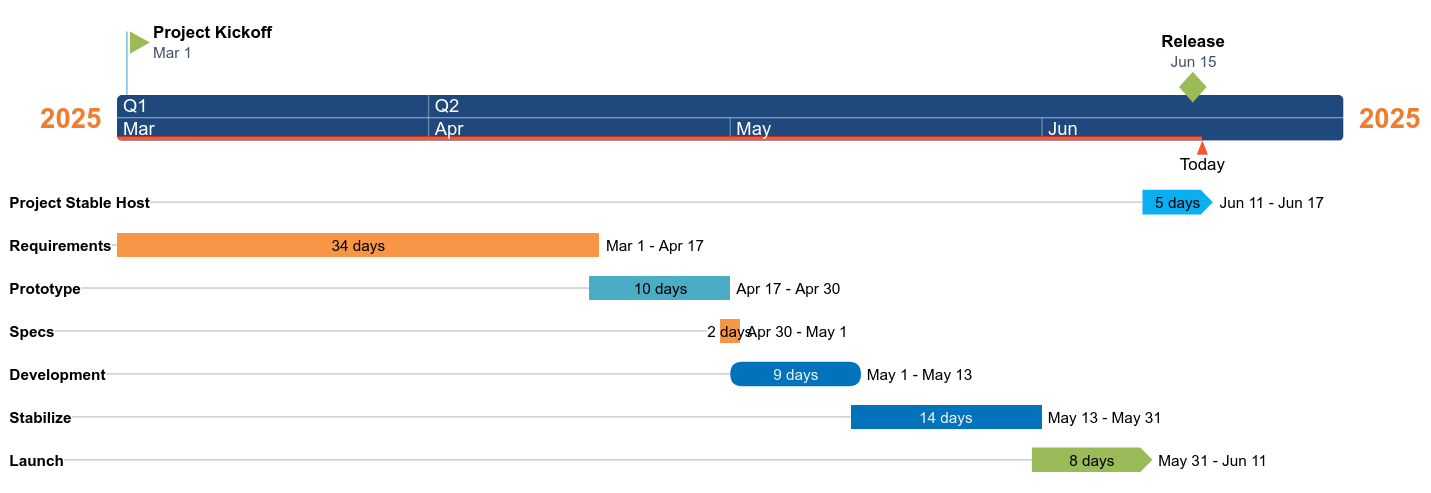 Project Kickoff
Mar 1
Release
Jun 15
2025
Q1 Q2
Mar Apr May Jun
2025
Today
Project Stable Host 5 days Jun 11 - Jun 17
Requirements 34 days Mar 1 - Apr 17
Prototype 10 days Apr 17 - Apr 30
Specs 2 days Apr 30 - May 1
Development 9 days May 1 - May 13
Stabilize 14 days May 13 - May 31
Launch 8 days May 31 - Jun 11